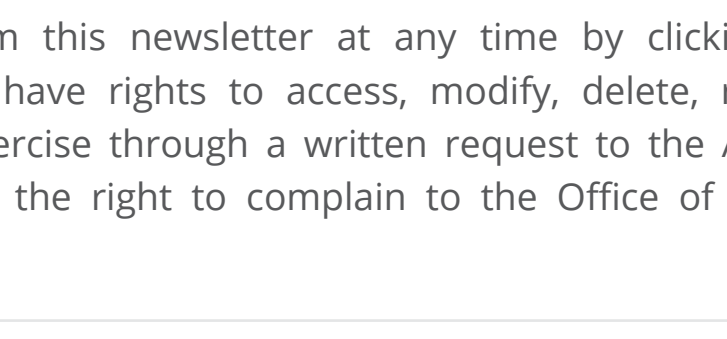 m this newsletter at any time by clicki
have rights to access, modify, delete,
ercise through a written request to the
the right to complain to the Office of